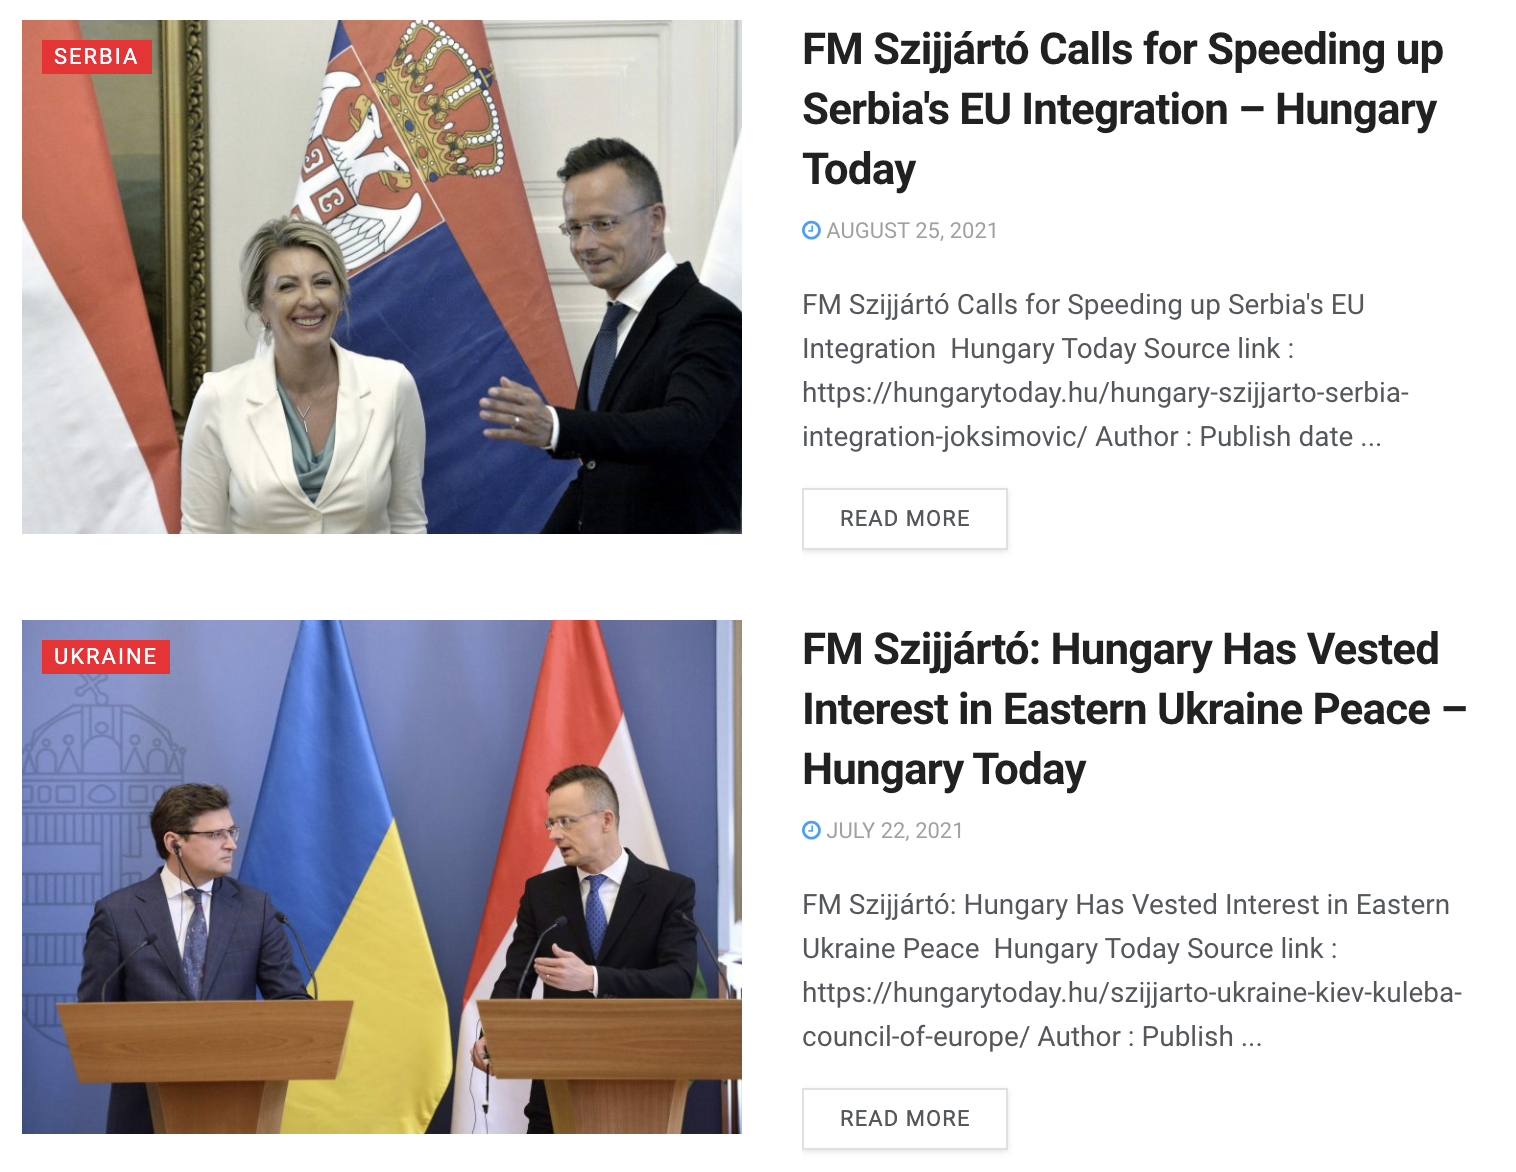 SERBIA
FM Szijjártó Calls for Speeding up
Serbia's EU Integration – Hungary
Today
AUGUST 25, 2021
FM Szijjártó Calls for Speeding up Serbia's EU
Integration  Hungary Today Source link :
https://hungarytoday.hu/hungary-szijjarto-serbia-
integration-joksimovic/ Author : Publish date ...
READ MORE
UKRAINE
FM Szijjártó: Hungary Has Vested
Interest in Eastern Ukraine Peace –
Hungary Today
JULY 22, 2021
FM Szijjártó: Hungary Has Vested Interest in Eastern
Ukraine Peace  Hungary Today Source link :
https://hungarytoday.hu/szijjarto-ukraine-kiev-kuleba-
council-of-europe/ Author : Publish ...
READ MORE